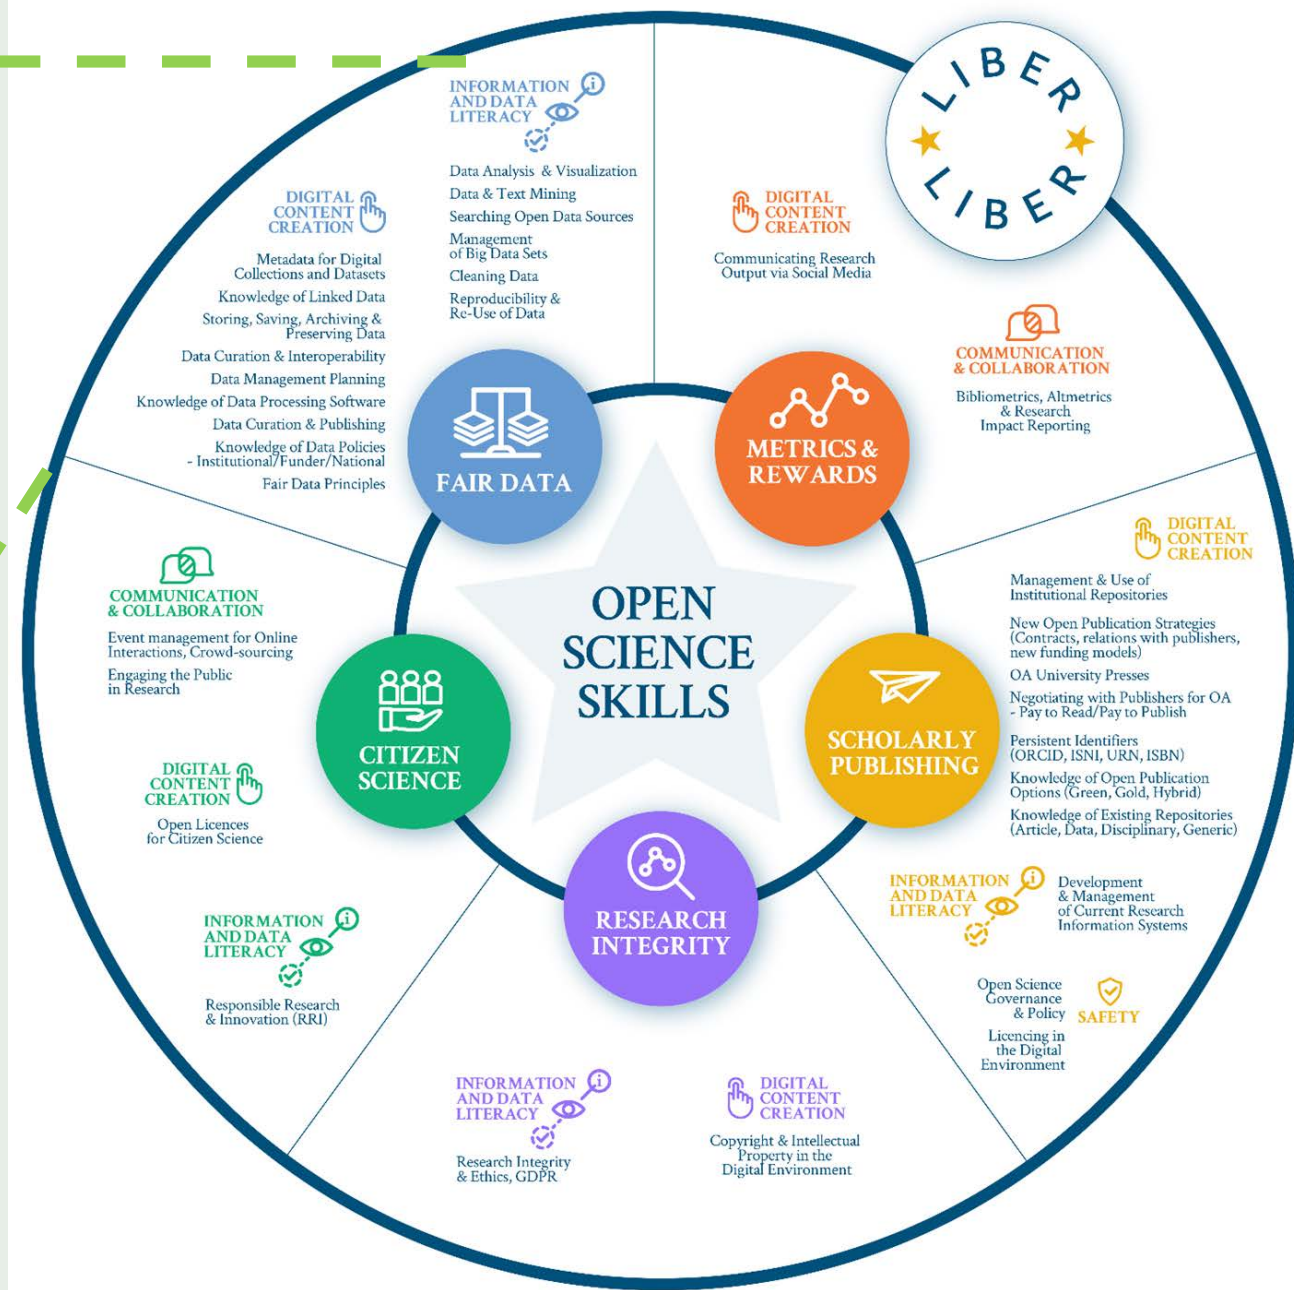 LIBER
LIBER
INFORMATION
AND DATA
LITERACY
Data Analysis & Visualization
Data & Text Mining
Searching Open Data Sources
Management
of Big Data Sets
Cleaning Data
Reproducibility &
Re-Use of Data
DIGITAL
CONTENT
CREATION
Metadata for Digital
Collections and Datasets
Knowledge of Linked Data
Storing, Saving, Archiving &
Preserving Data
Data Curation & Interoperability
Data Management Planning
Knowledge of Data Processing Software
Data Curation & Publishing
Knowledge of Data Policies
- Institutional/Funder/National
Fair Data Principles
FAIR DATA
DIGITAL
CONTENT
CREATION
Communicating Research
Output via Social Media
COMMUNICATION
& COLLABORATION
Bibliometrics, Altmetrics
& Research
Impact Reporting
METRICS &
REWARDS
OPEN
SCIENCE
SKILLS
DIGITAL
CONTENT
CREATION
Management & Use of
Institutional Repositories
New Open Publication Strategies
(Contracts, relations with publishers,
new funding models)
OA University Presses
Negotiating with Publishers for OA
- Pay to Read/Pay to Publish
Persistent Identifiers
(ORCID, ISNI, URN, ISBN)
Knowledge of Open Publication
Options (Green, Gold, Hybrid)
Knowledge of Existing Repositories
(Article, Data, Disciplinary, Generic)
SCHOLARLY
PUBLISHING
INFORMATION
AND DATA
LITERACY
Development
& Management
of Current Research
Information Systems
Open Science
Governance
& Policy
Licencing in
the Digital
Environment
SAFETY
COMMUNICATION
& COLLABORATION
Event management for Online
Interactions, Crowd-sourcing
Engaging the Public
in Research
DIGITAL
CONTENT
CREATION
Open Licences
for Citizen Science
INFORMATION
AND DATA
LITERACY
Responsible Research
& Innovation (RRI)
CITIZEN
SCIENCE
RESEARCH
INTEGRITY
INFORMATION
AND DATA
LITERACY
Research Integrity
& Ethics, GDPR
DIGITAL
CONTENT
CREATION
Copyright & Intellectual
Property in the
Digital Environment